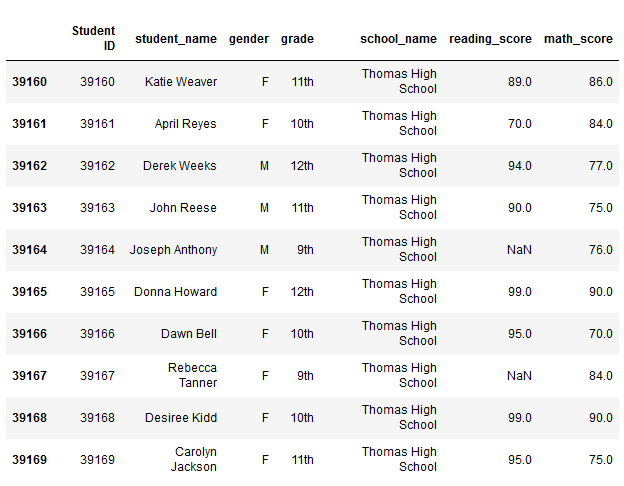 Student ID student_name gender grade school_name reading_score math_score
39160 39160 Katie Weaver F 11th Thomas High School 89.0 86.0
39161 39161 April Reyes F 10th Thomas High School 70.0 84.0
39162 39162 Derek Weeks M 12th Thomas High School 94.0 77.0
39163 39163 John Reese M 11th Thomas High School 90.0 75.0
39164 39164 Joseph Anthony M 9th Thomas High School NaN 76.0
39165 39165 Donna Howard F 12th Thomas High School 99.0 90.0
39166 39166 Dawn Bell F 10th Thomas High School 95.0 70.0
39167 39167 Rebecca Tanner F 9th Thomas High School NaN 84.0
39168 39168 Desiree Kidd F 10th Thomas High School 99.0 90.0
39169 39169 Carolyn Jackson F 11th Thomas High School 95.0 75.0